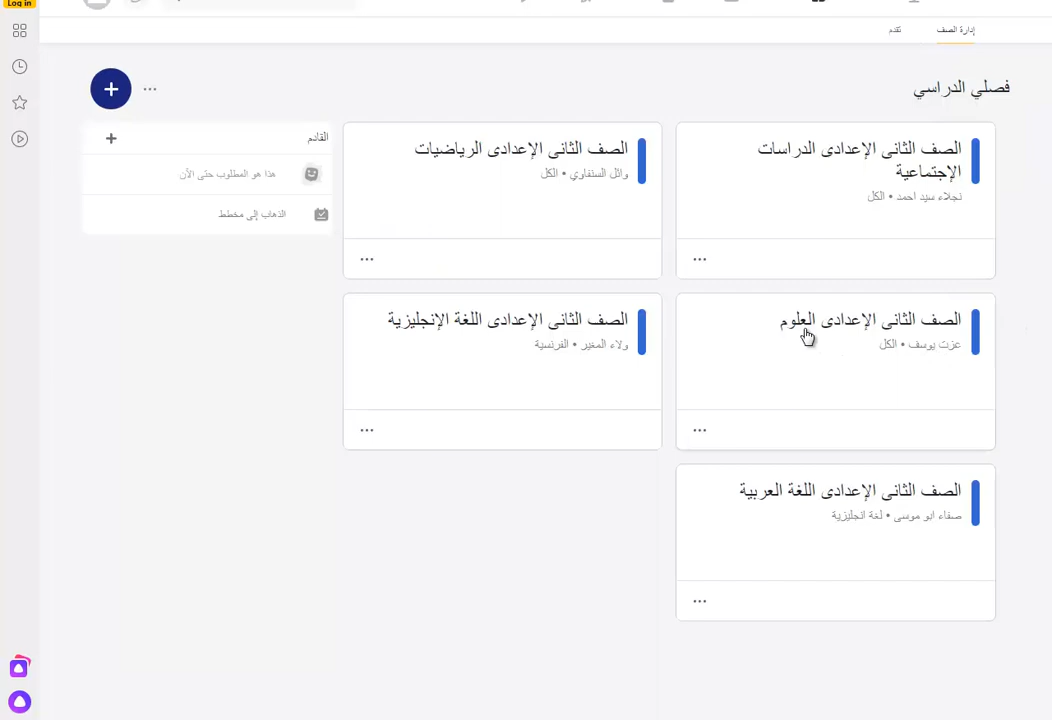 Log in
إدارة الصف
تقدم
فصلي الدراسي
الصف الثانى الإعدادى الدراسات
الإجتماعية
نجلاء سيد احمد • الكل
الصف الثانى الإعدادى الرياضيات
وائل السنقاوي • الكل
القادم
هذا هو المطلوب حتى الآن
الذهاب إلى مخطط
الصف الثانى الإعدادى العلوم
عزت يوسف • الكل
الصف الثانى الإعدادى اللغة الإنجليزية
ولاء المغير • الفرنسية
الصف الثانى الإعدادى اللغة العربية
صفاء ابو موسى • لغة انجليزية